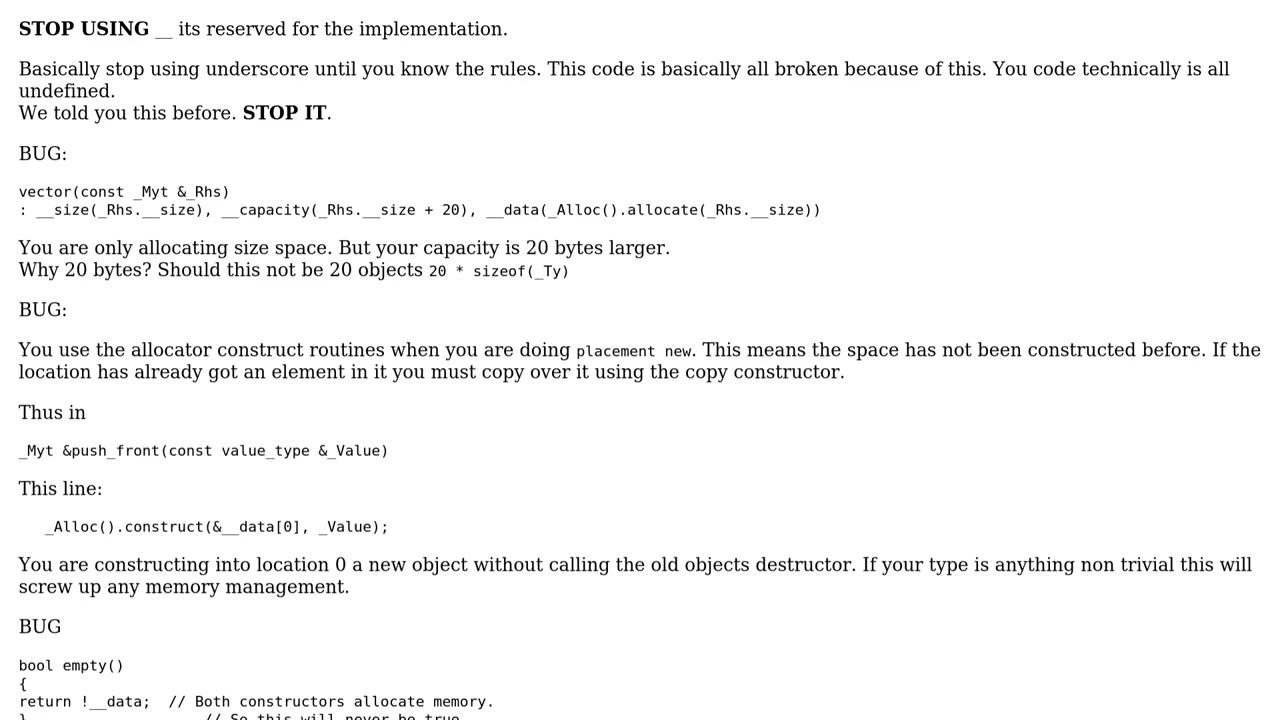 STOP USING __ its reserved for the implementation.
Basically stop using underscore until you know the rules. This code is basically all broken because of this. You code technically is all
undefined.
We told you this before. STOP IT.
BUG:
vector(const _Myt &_Rhs)
: __size(_Rhs.__size), __capacity(_Rhs.__size + 20), __data(_Alloc().allocate(_Rhs.__size))
You are only allocating size space. But your capacity is 20 bytes larger.
Why 20 bytes? Should this not be 20 objects 20 * sizeof(_Ty)
BUG:
You use the allocator construct routines when you are doing placement new. This means the space has not been constructed before. If the
location has already got an element in it you must copy over it using the copy constructor.
Thus in
_Myt &push_front(const value_type &_Value)
This line:
_Alloc().construct(&__data[0], _Value);
You are constructing into location 0 a new object without calling the old objects destructor. If your type is anything non trivial this will
screw up any memory management.
BUG
bool empty()
{
return !__data;  // Both constructors allocate memory.
}                     // So this will never be true